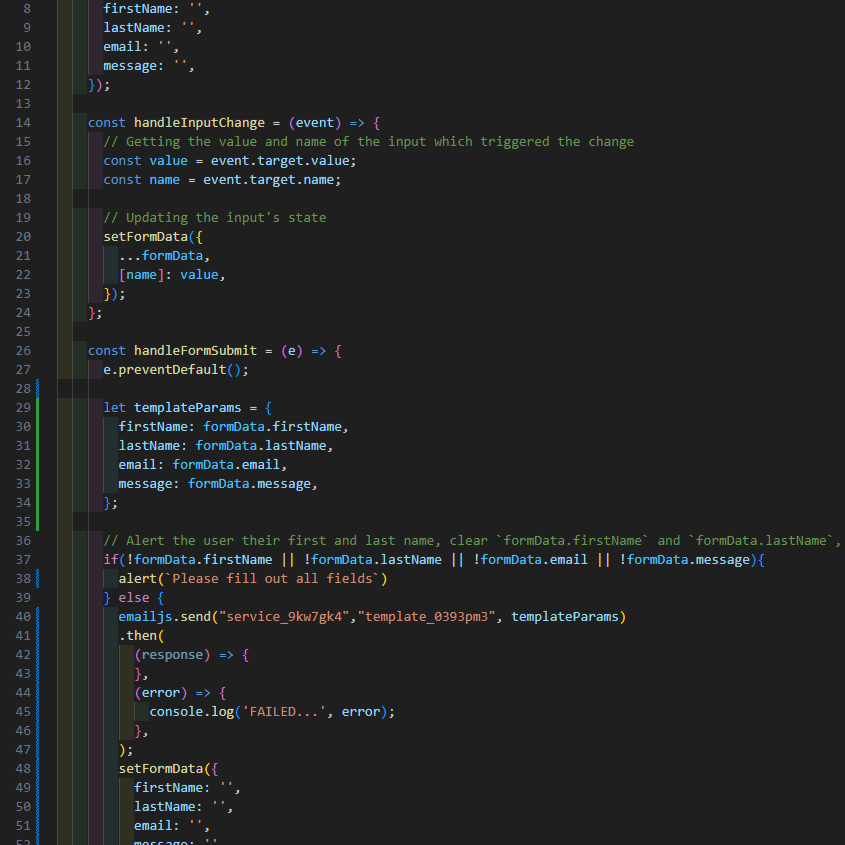 8 firstName: '',
9 lastName: '',
10 email: '',
11 message: '',
12 });
13
14 const handleInputChange = (event) => {
15 // Getting the value and name of the input which triggered the change
16 const value = event.target.value;
17 const name = event.target.name;
18
19 // Updating the input's state
20 setFormData({
21 ...formData,
22 [name]: value,
23 });
24 };
25
26 const handleFormSubmit = (e) => {
27 e.preventDefault();
28
29 let templateParams = {
30 firstName: formData.firstName,
31 lastName: formData.lastName,
32 email: formData.email,
33 message: formData.message,
34 };
35
36 // Alert the user their first and last name, clear `formData.firstName` and `formData.lastName`,
37 if(!formData.firstName || !formData.lastName || !formData.email || !formData.message){
38 alert(`Please fill out all fields`)
39 } else {
40 emailjs.send("service_9kw7gk4","template_0393pm3", templateParams)
41 .then(
42 (response) => {
43 },
44 (error) => {
45 console.log('FAILED...', error);
46 },
47 );
48 setFormData({
49 firstName: '',
50 lastName: '',
51 email: '',
52 message: ''